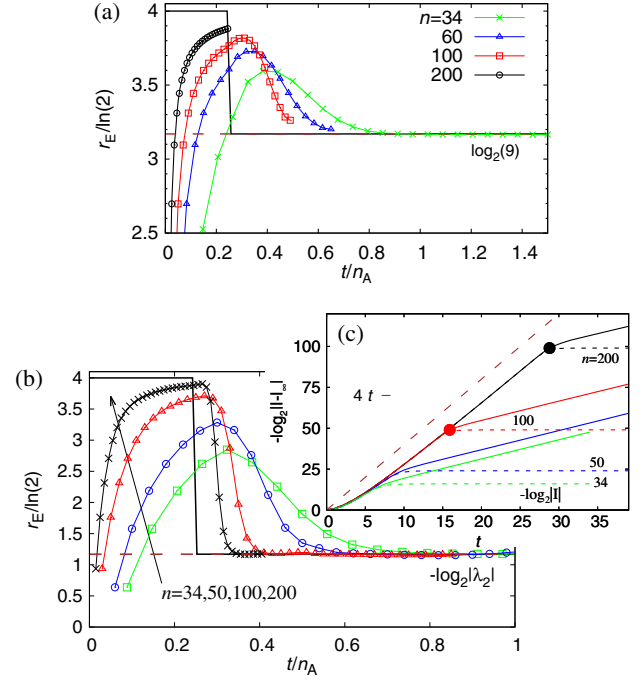 (a)
n=34
60
100
200
4
3.5
3
2.5
r_E/ln(2)
log_2(9)
0 0.2 0.4 0.6 0.8 1 1.2 1.4
t/n_A
(b)
4
3.5
3
2.5
2
1.5
1
0.5
0
r_E/ln(2)
n=34,50,100,200
-log_2|λ_2|
0 0.2 0.4 0.6 0.8 1
t/n_A
(c)
100
75
50
25
0
-log_2|I-I_∞|
4 t
n=200
100
50
34
-log_2|I|
0 5 10 15 20 25 30 35
t